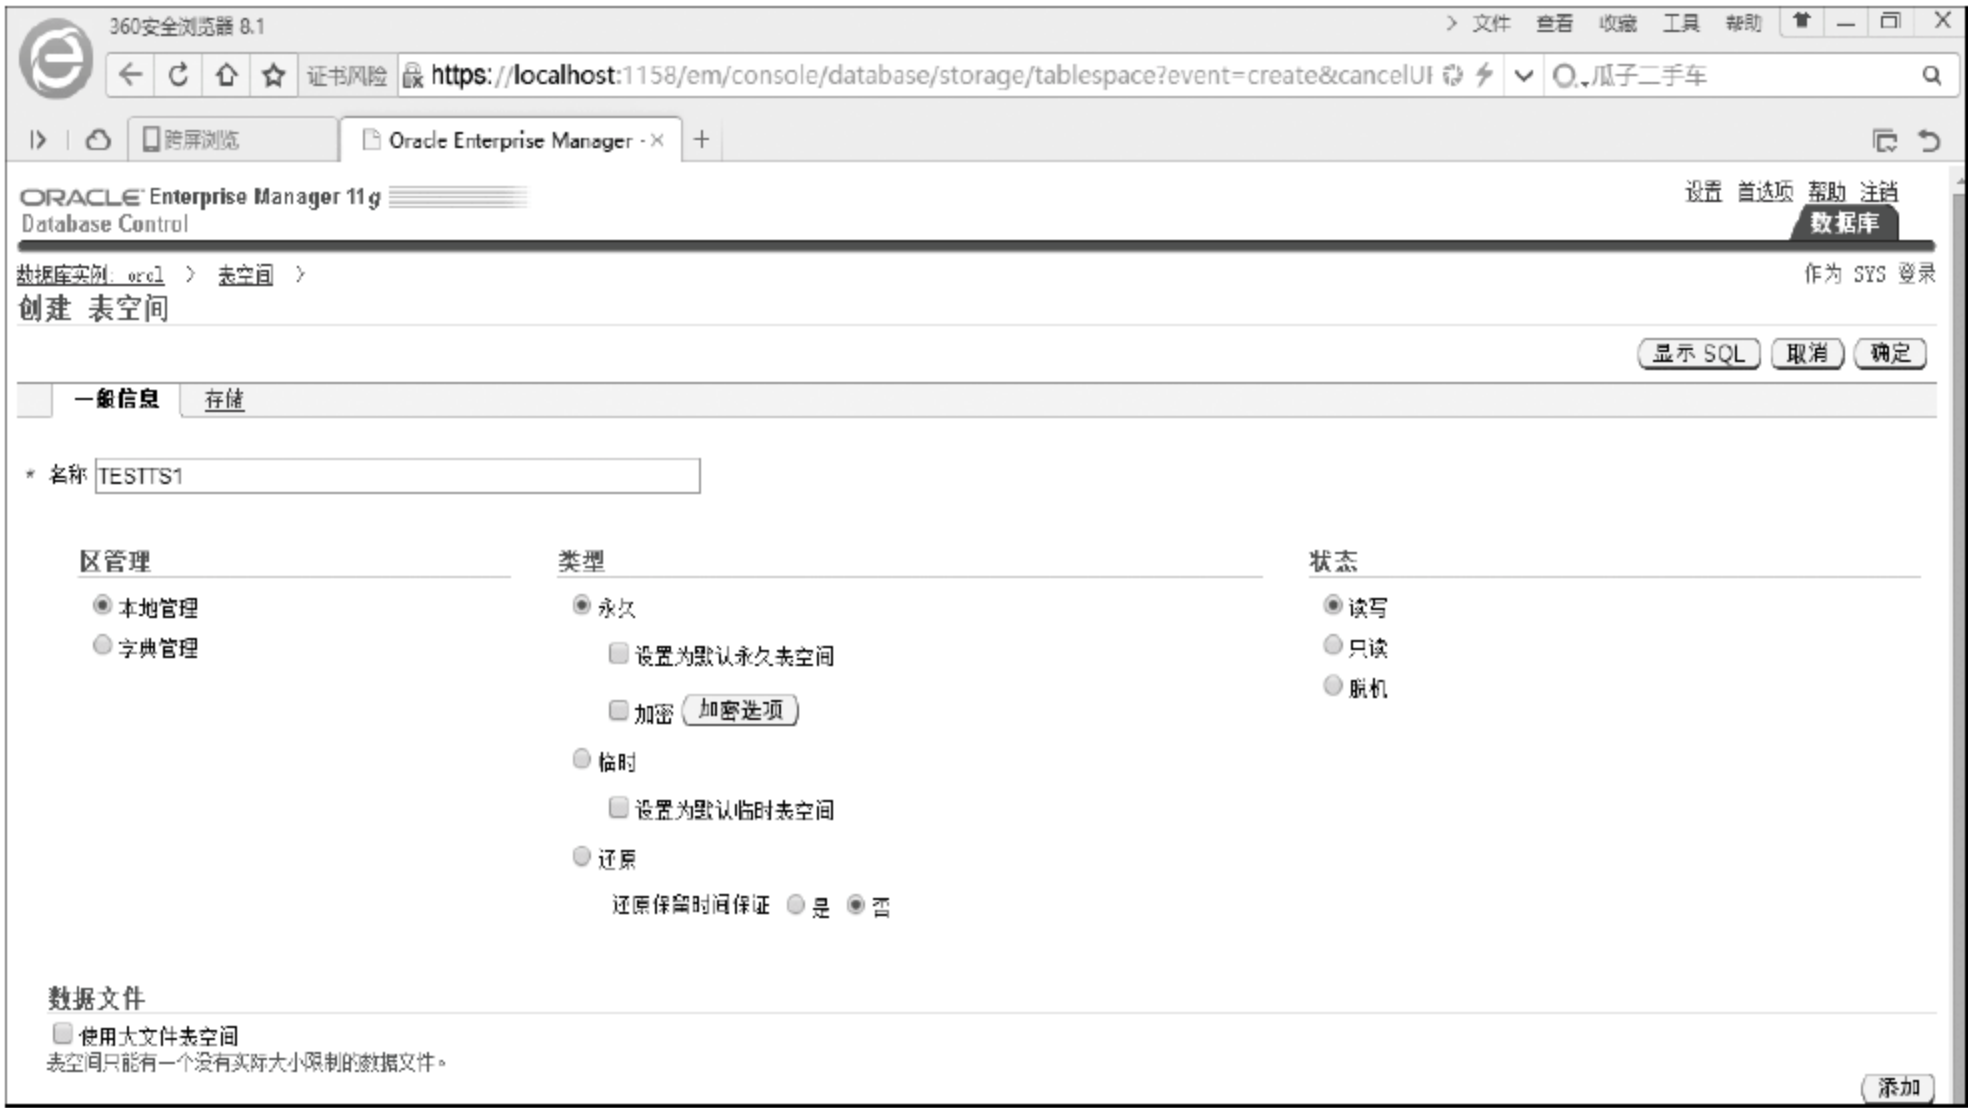 360安全浏览器 8.1
文件 查看 收藏 工具 帮助
证书风险 https://localhost:1158/em/console/database/storage/tablespace?event=create&cancelUI 瓜子二手车
跨屏浏览 Oracle Enterprise Manager -
ORACLE Enterprise Manager 11g
Database Control
设置 首选项 帮助 注销
数据库
数据库实例: orcl > 表空间 >
作为 SYS 登录
创建 表空间
显示 SQL 取消 确定
一般信息 存储
* 名称 TESTTS1
区管理 类型 状态
本地管理 永久 读写
字典管理 只读
设置为默认永久表空间
脱机
加密 加密选项
临时
设置为默认临时表空间
还原
还原保留时间保证 是 否
数据文件
使用大文件表空间
表空间只能有一个没有实际大小限制的数据文件。
添加